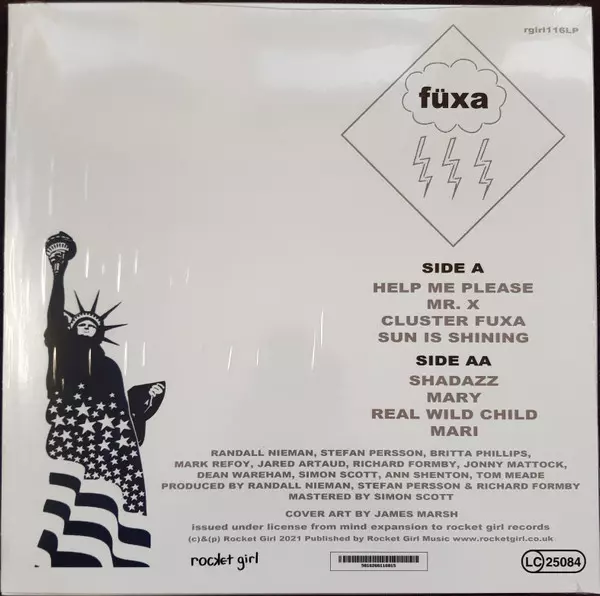 rgirl116LP
füxa
SIDE A
HELP ME PLEASE
MR. X
CLUSTER FUXA
SUN IS SHINING
SIDE AA
SHADAZZ
MARY
REAL WILD CHILD
MARI
RANDALL NIEMAN, STEFAN PERSSON, BRITTA PHILLIPS,
MARK REFOY, JARED ARTAUD, RICHARD FORMBY, JONNY MATTOCK,
DEAN WAREHAM, SIMON SCOTT, ANN SHENTON, TOM MEADE
PRODUCED BY RANDALL NIEMAN, STEFAN PERSSON & RICHARD FORMBY
MASTERED BY SIMON SCOTT
COVER ART BY JAMES MARSH
issued under license from mind expansion to rocket girl records
(c)&(p) Rocket Girl 2021 Published by Rocket Girl Music www.rocketgirl.co.uk
rocket girl
LC 25084